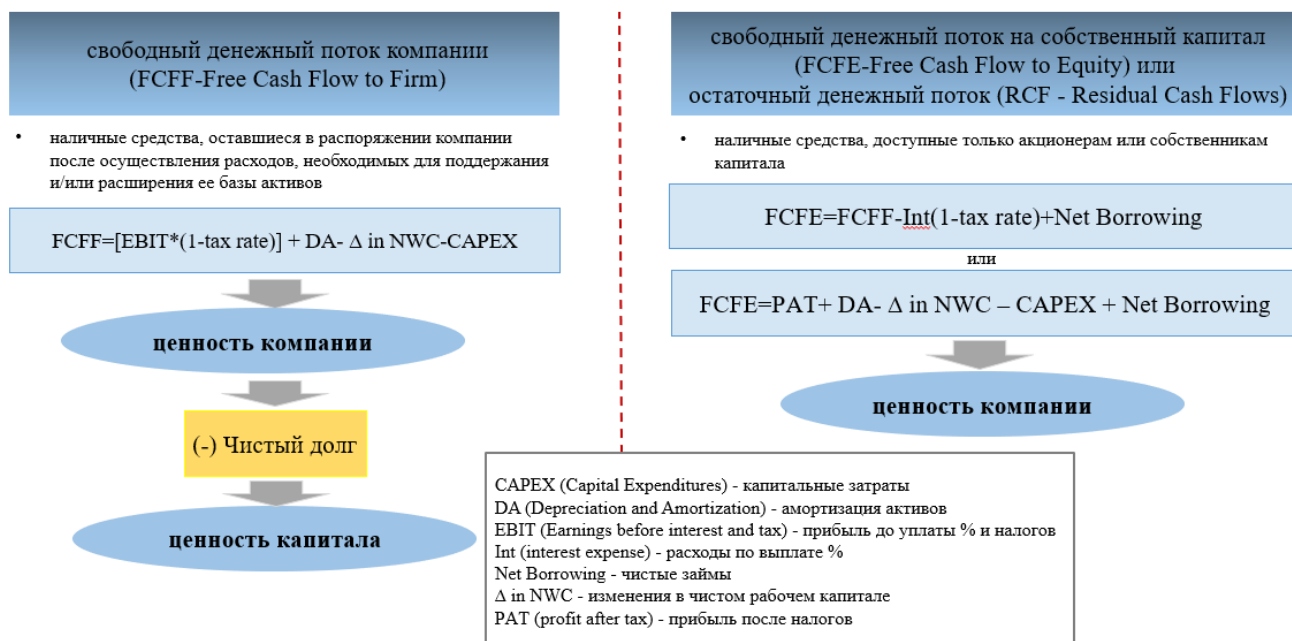 свободный денежный поток компании
(FCFF-Free Cash Flow to Firm)
• наличные средства, оставшиеся в распоряжении компании
после осуществления расходов, необходимых для поддержания
и/или расширения ее базы активов
FCFF=[EBIT*(1-tax rate)] + DA- Δ in NWC-CAPEX
ценность компании
(-) Чистый долг
ценность капитала
свободный денежный поток на собственный капитал
(FCFE-Free Cash Flow to Equity) или
остаточный денежный поток (RCF - Residual Cash Flows)
• наличные средства, доступные только акционерам или собственникам
капитала
FCFE=FCFF-Int(1-tax rate)+Net Borrowing
или
FCFE=PAT+ DA- Δ in NWC – CAPEX + Net Borrowing
ценность компании
CAPEX (Capital Expenditures) - капитальные затраты
DA (Depreciation and Amortization) - амортизация активов
EBIT (Earnings before interest and tax) - прибыль до уплаты % и налогов
Int (interest expense) - расходы по выплате %
Net Borrowing - чистые займы
Δ in NWC - изменения в чистом рабочем капитале
PAT (profit after tax) - прибыль после налогов